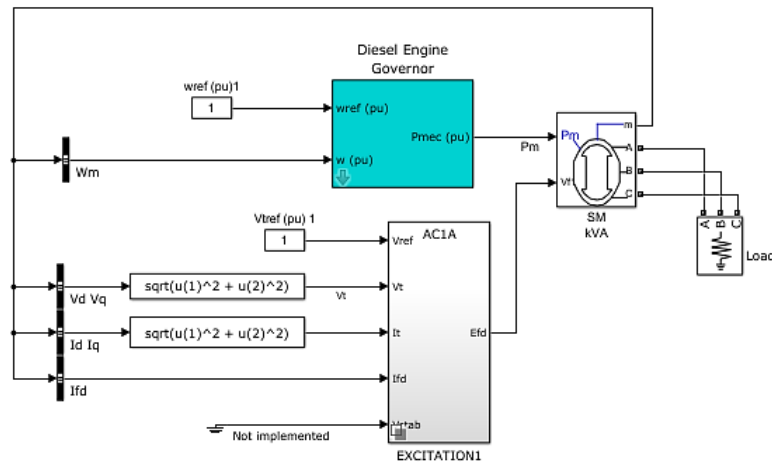 Diesel Engine
Governor
wref (pu)1
1
wref (pu)
w (pu)
Pmec (pu)
Pm
Pm
m
A
B
C
Vf
SM
kVA
A B C
Load
Wm
Vtref (pu) 1
1
AC1A
Vref
Vt
It
Ifd
Efd
Vd Vq
sqrt(u(1)^2 + u(2)^2)
Vt
Id Iq
sqrt(u(1)^2 + u(2)^2)
Ifd
Not implemented
EXCITATION1